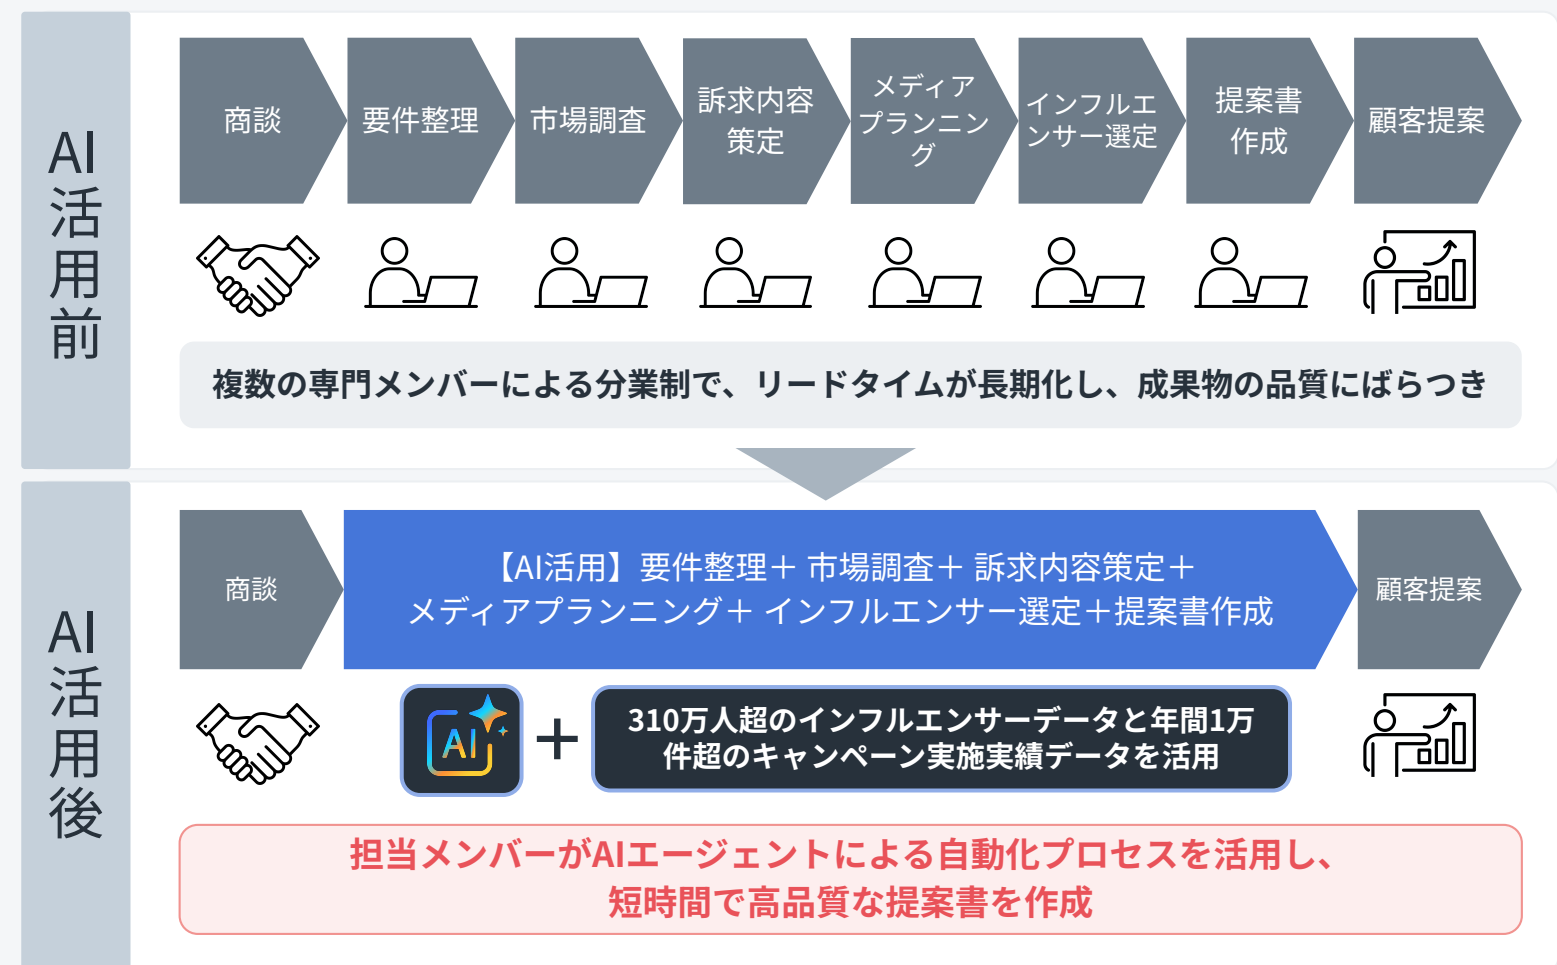 AI活用前
商談
要件整理
市場調査
訴求内容
策定
メディア
プランニン
グ
インフルエ
ンサー選定
提案書
作成
顧客提案
複数の専門メンバーによる分業制で、リードタイムが長期化し、成果物の品質にばらつき
AI活用後
商談
【AI活用】要件整理＋ 市場調査＋ 訴求内容策定＋
メディアプランニング＋ インフルエンサー選定＋提案書作成
顧客提案
AI
+
310万人超のインフルエンサーデータと年間1万
件超のキャンペーン実施実績データを活用
担当メンバーがAIエージェントによる自動化プロセスを活用し、
短時間で高品質な提案書を作成